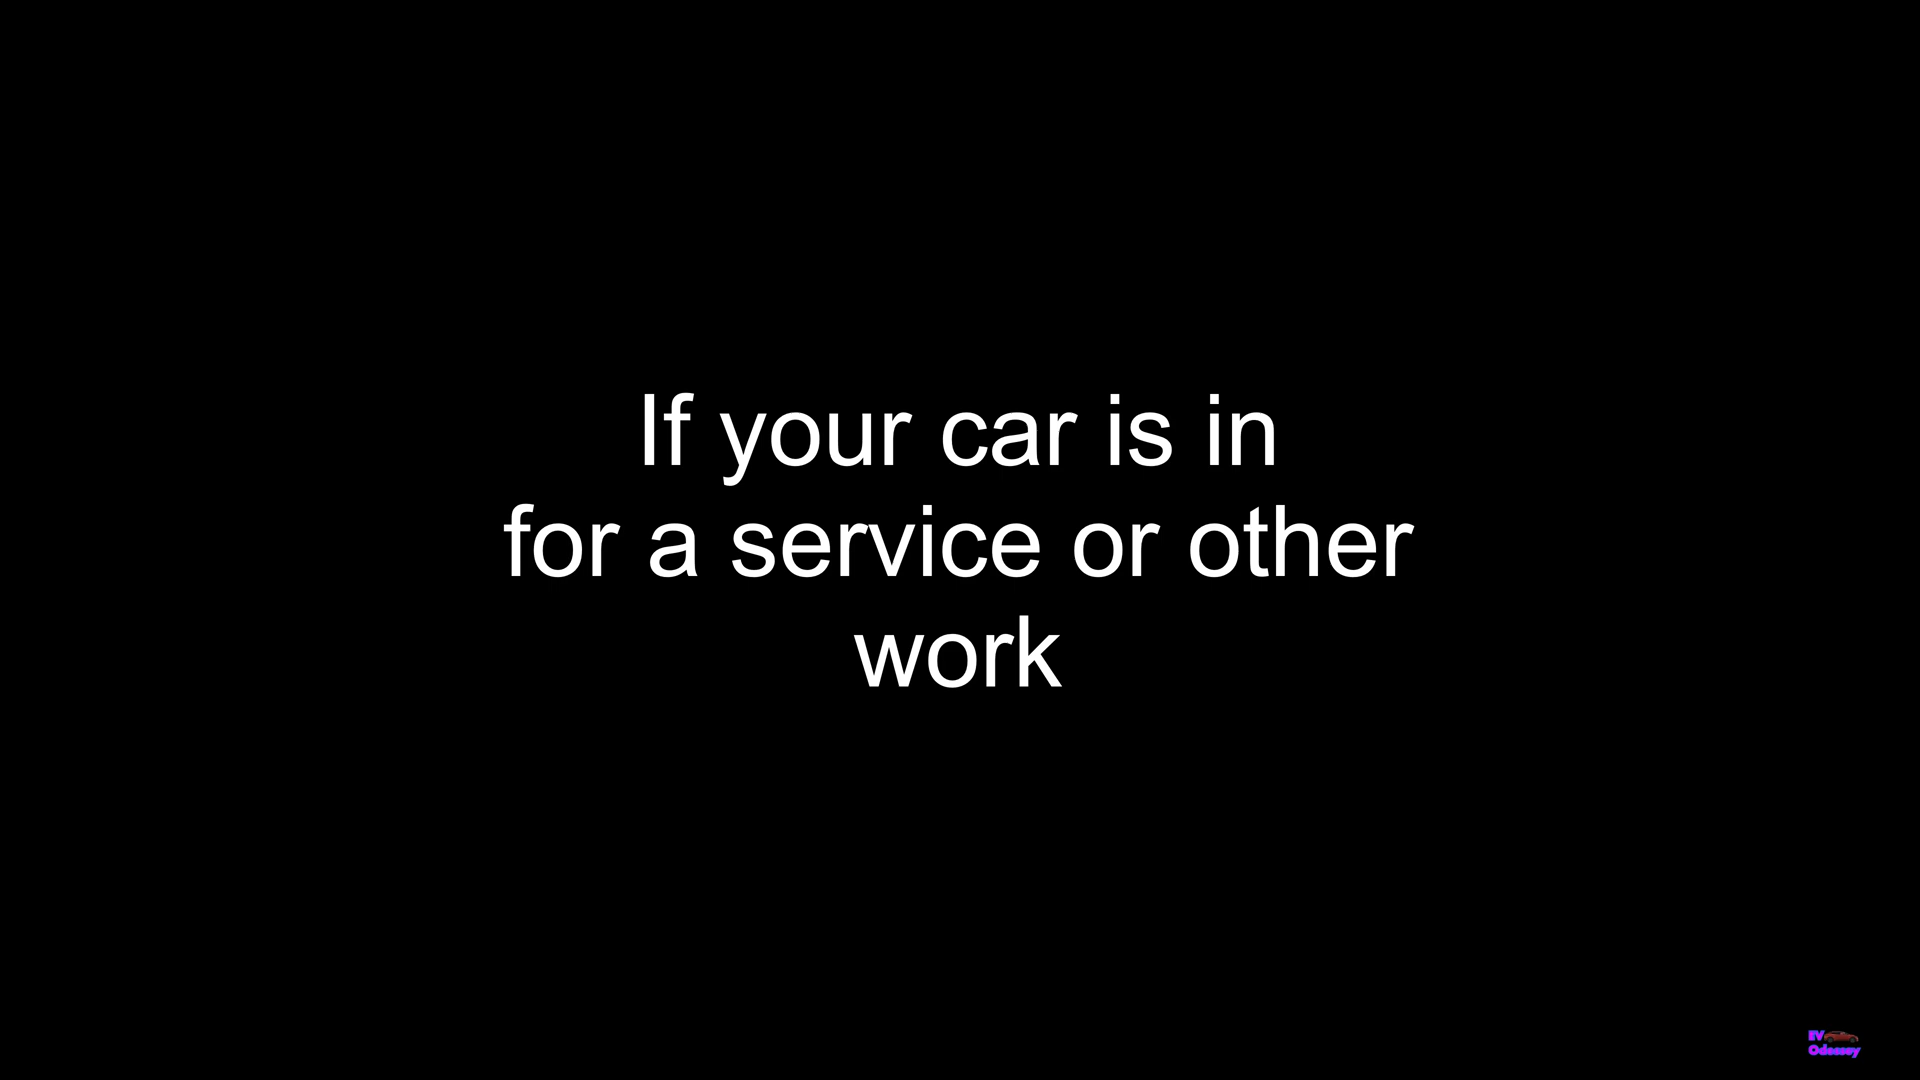 If your car is in
for a service or other
work
EV
Odessey